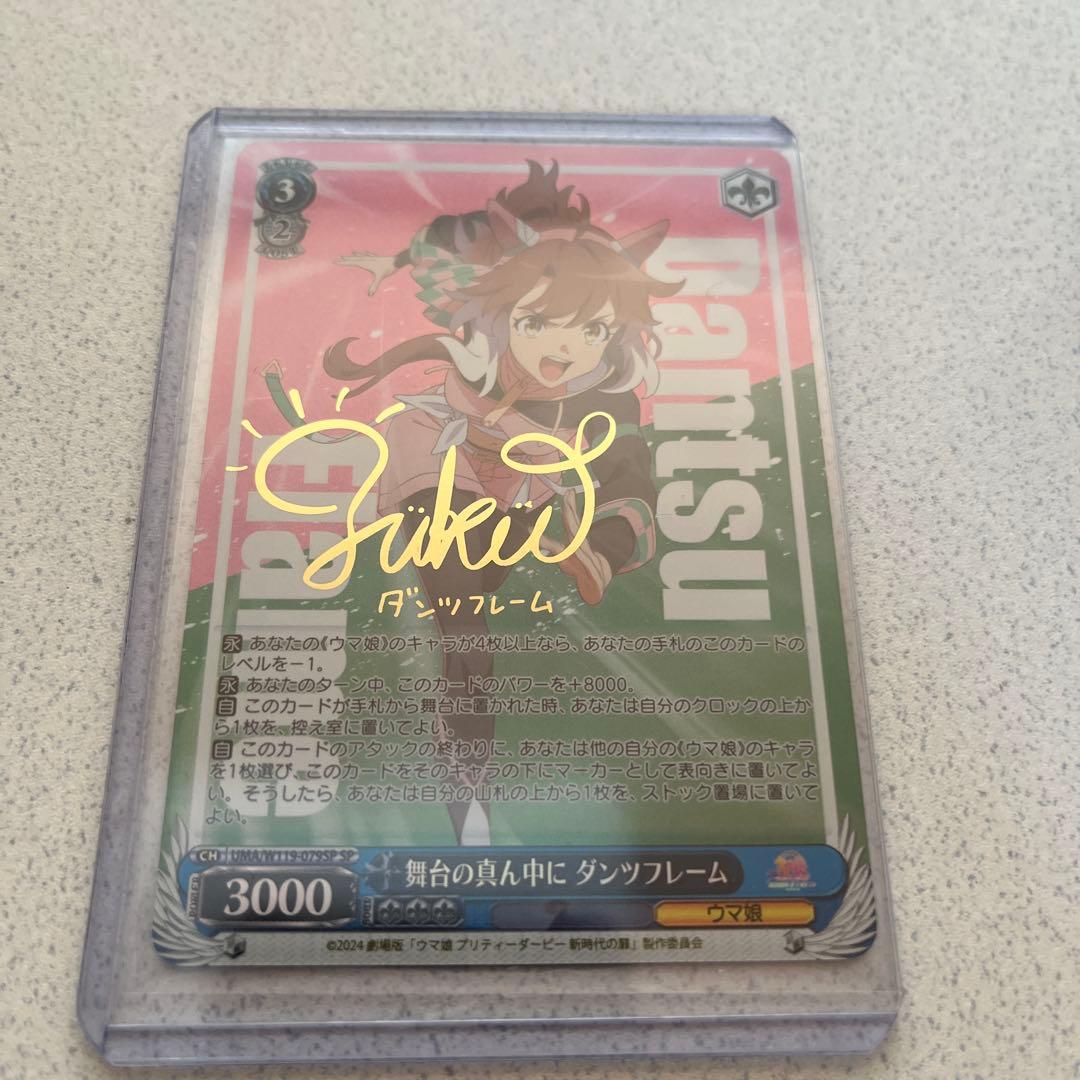 3
2
Dantsu
Flame
ダンツフレーム
永 あなたの《ウマ娘》のキャラが4枚以上なら、あなたの手札のこのカードの
レベルを－1。
永 あなたのターン中、このカードのパワーを＋8000。
自 このカードが手札から舞台に置かれた時、あなたは自分のクロックの上か
ら1枚を、控え室に置いてよい。
自 このカードのアタックの終わりに、あなたは他の自分の《ウマ娘》のキャラ
を1枚選び、このカードをそのキャラの下にマーカーとして表向きに置いてよ
い。そうしたら、あなたは自分の山札の上から1枚を、ストック置場に置いて
よい。
CH UMA/W119-079SP SP
舞台の真ん中に ダンツフレーム
POWER 3000 SOUL
ウマ娘
©2024 劇場版「ウマ娘 プリティーダービー 新時代の扉」製作委員会